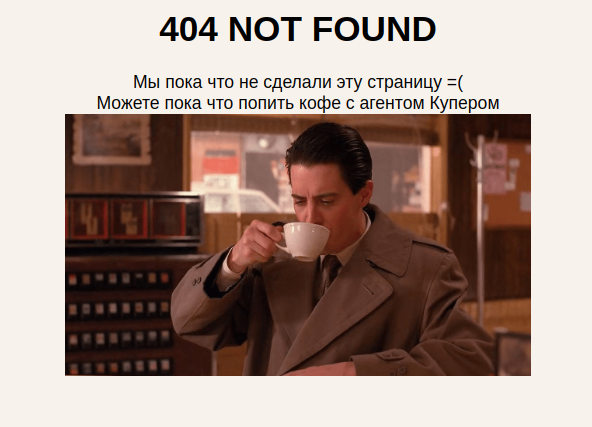 404 NOT FOUND
Мы пока что не сделали эту страницу =(
Можете пока что попить кофе с агентом Купером